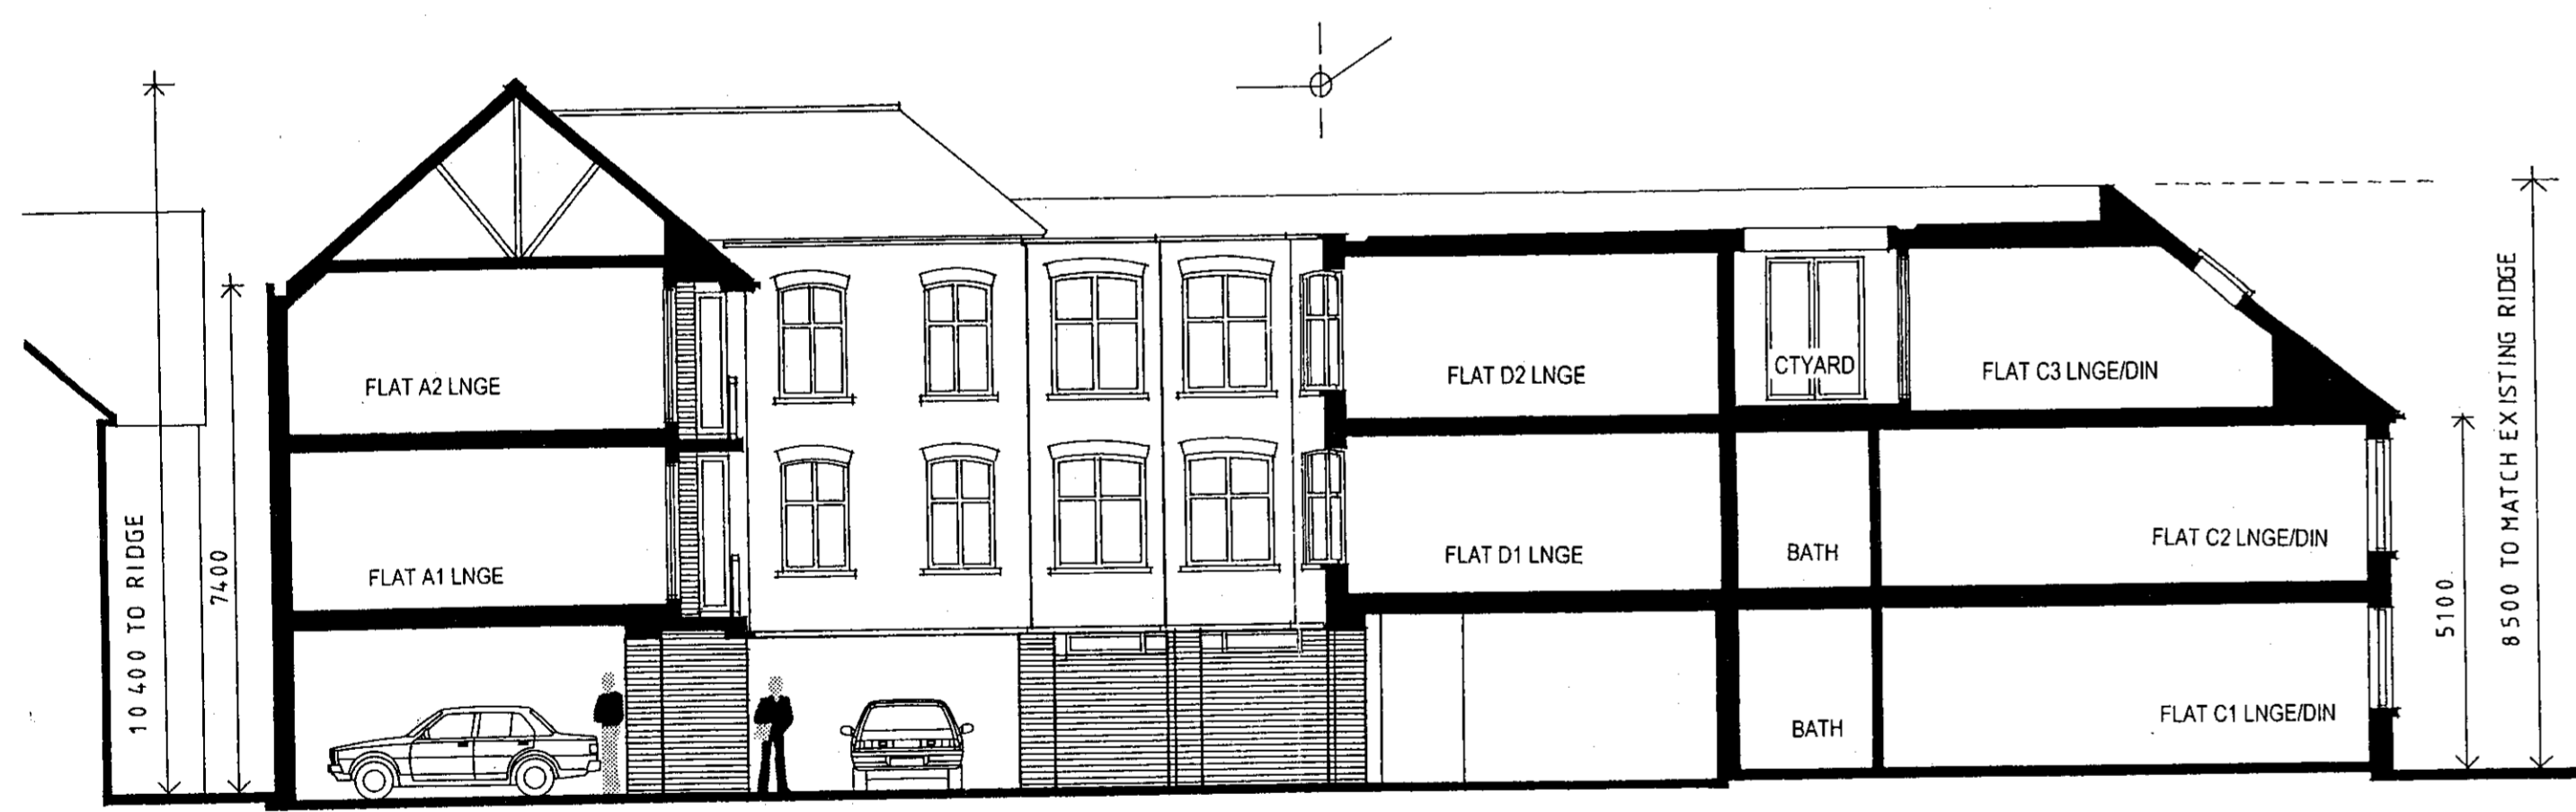 10 400 TO RIDGE
7400
FLAT A2 LNGE
FLAT A1 LNGE
FLAT D2 LNGE
CTYARD
FLAT C3 LNGE/DIN
FLAT D1 LNGE
BATH
FLAT C2 LNGE/DIN
BATH
FLAT C1 LNGE/DIN
5100
8500 TO MATCH EXISTING RIDGE